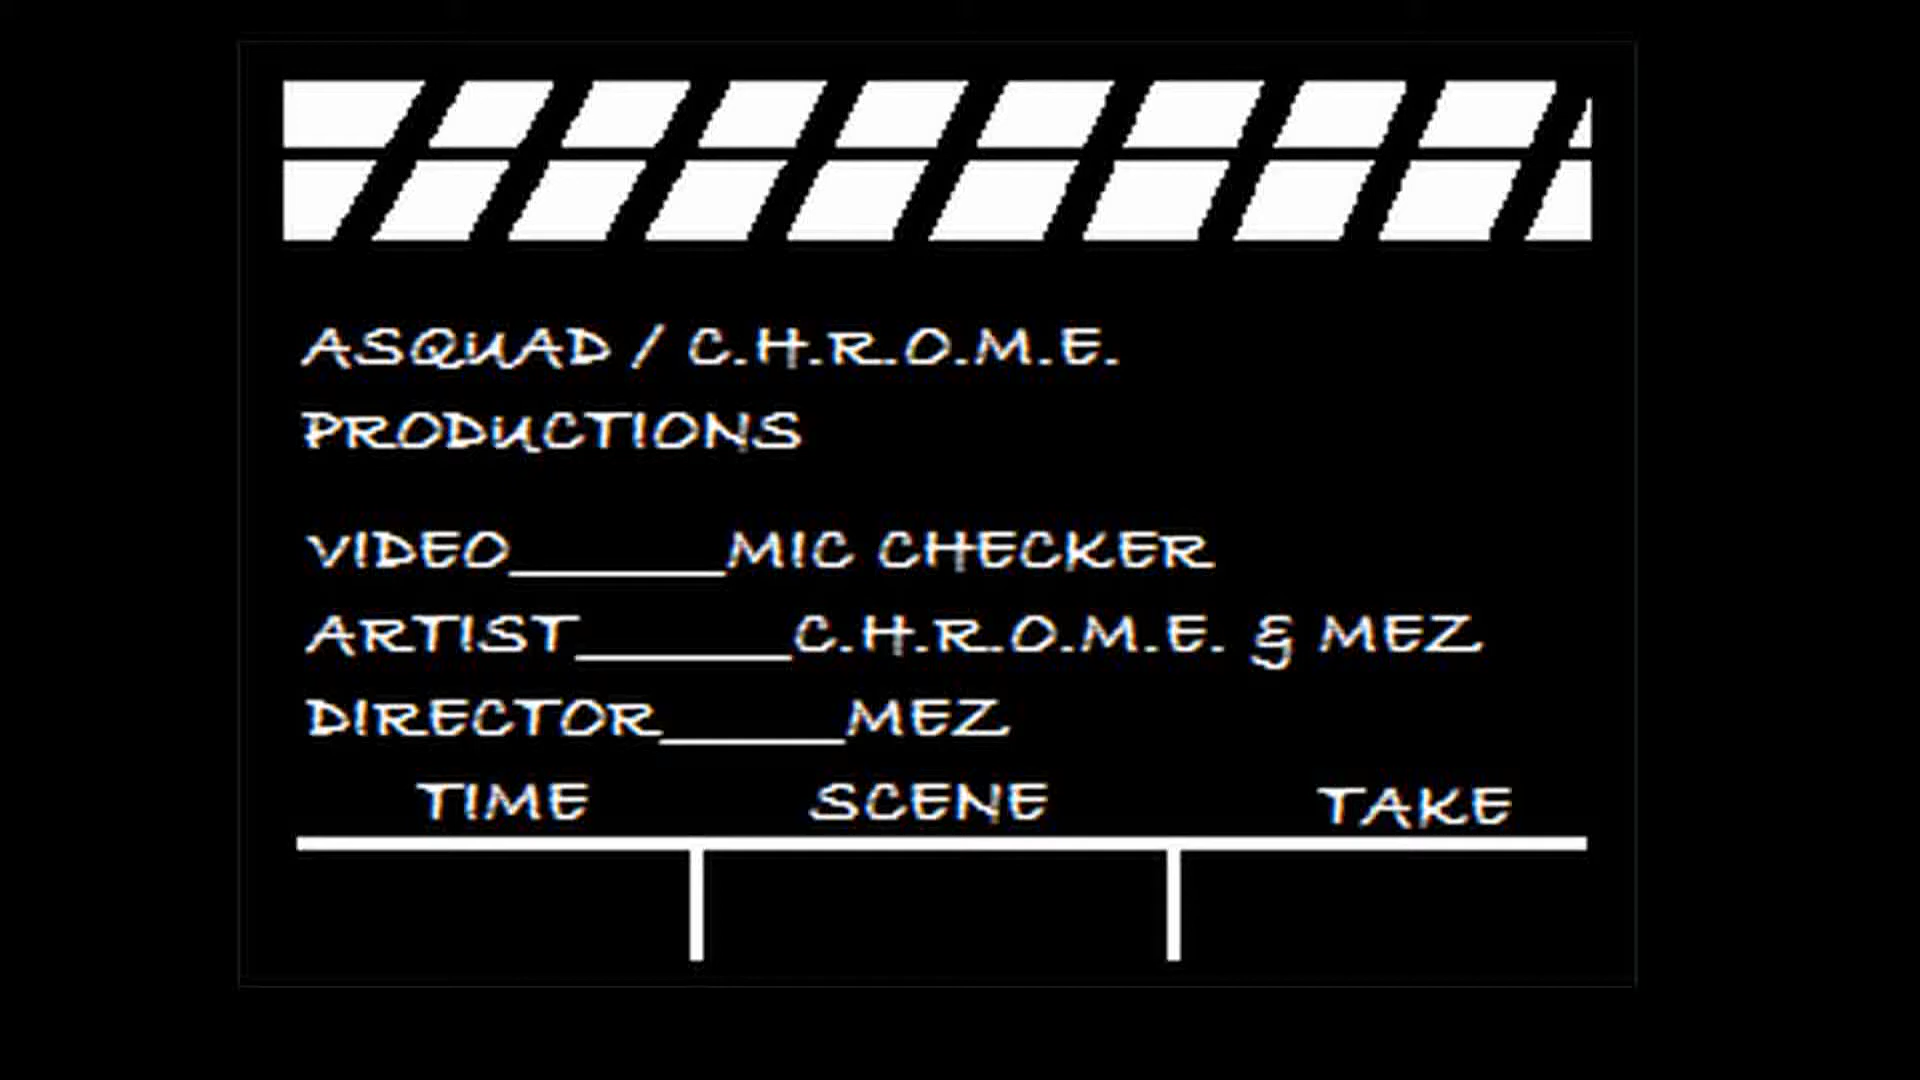 ASQUAD / C.H.R.O.M.E.
PRODUCTIONS
VIDEO______MIC CHECKER
ARTIST______C.H.R.O.M.E. & MEZ
DIRECTOR_____MEZ
TIME SCENE TAKE